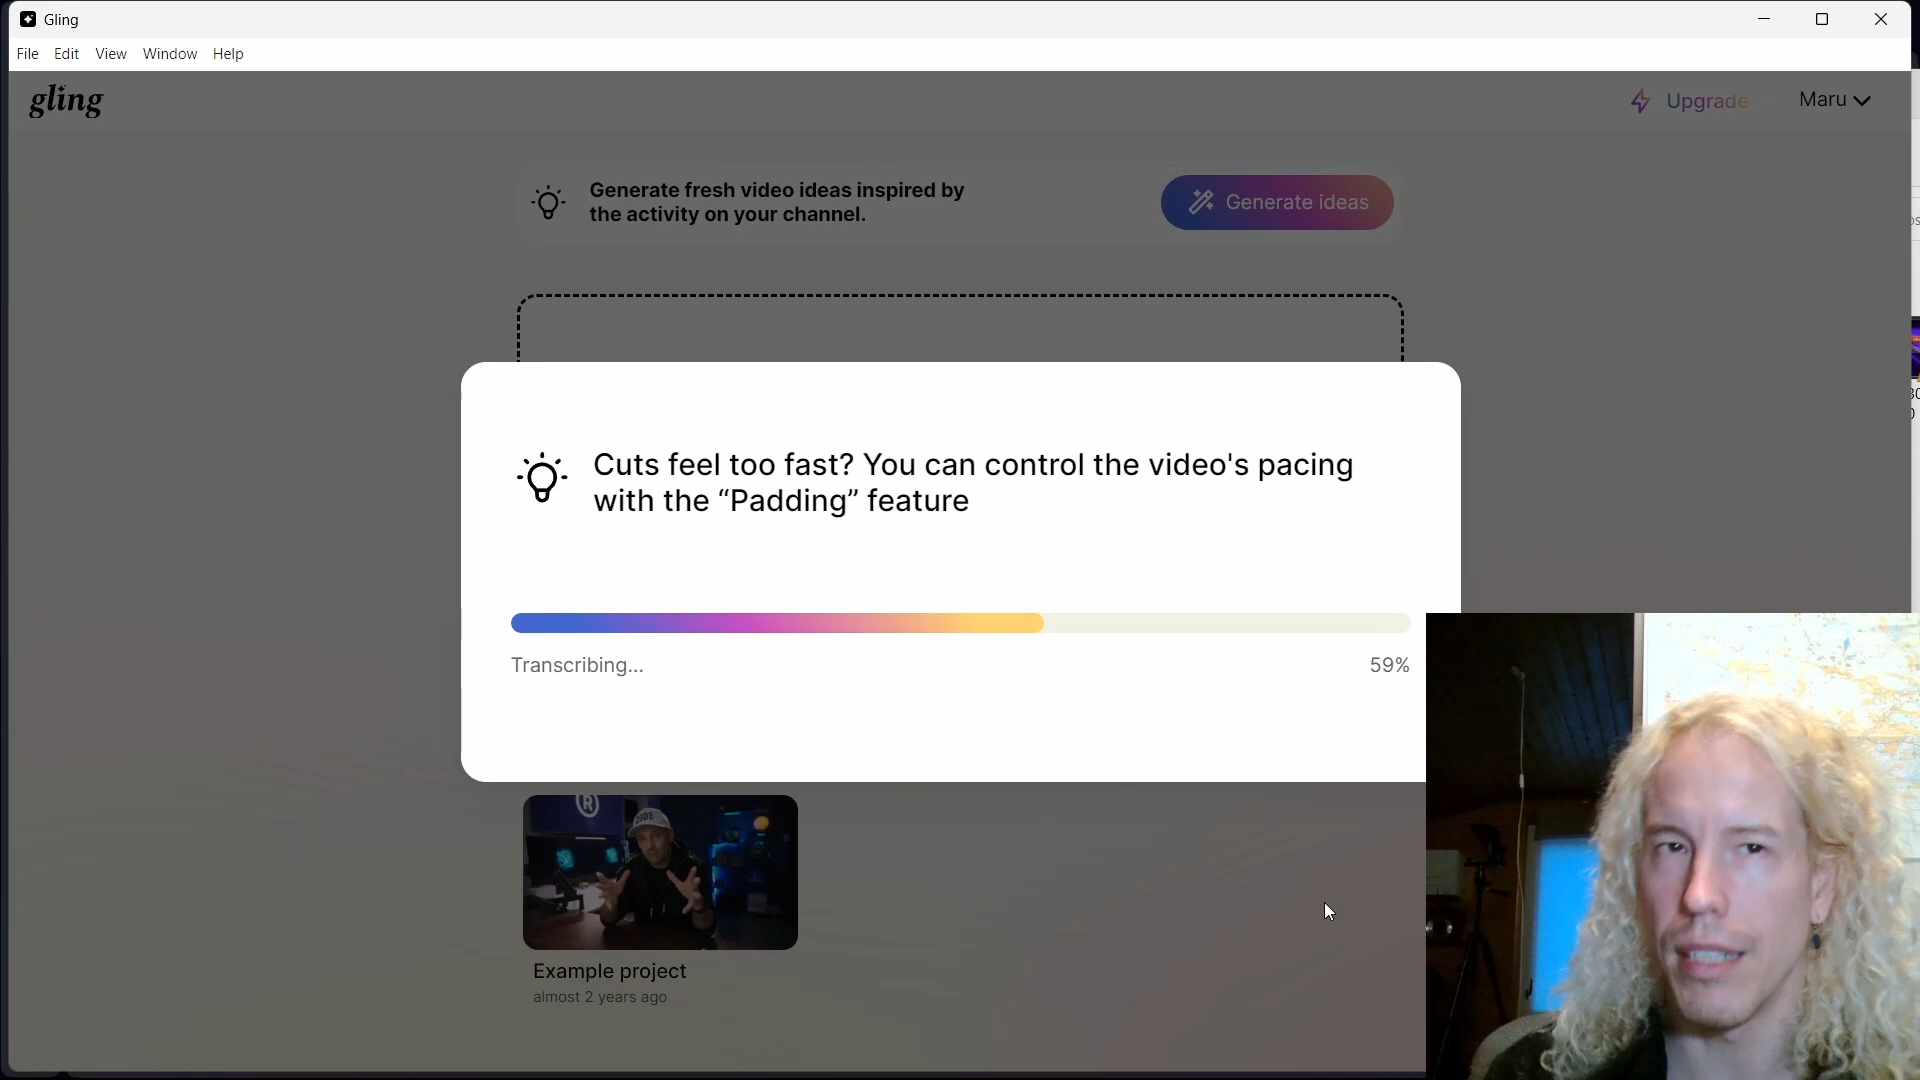 Gling
File Edit View Window Help
gling
Upgrade
Maru
Generate fresh video ideas inspired by
the activity on your channel.
Generate ideas
Cuts feel too fast? You can control the video's pacing
with the “Padding” feature
Transcribing...
59%
CODE
R
Example project
almost 2 years ago